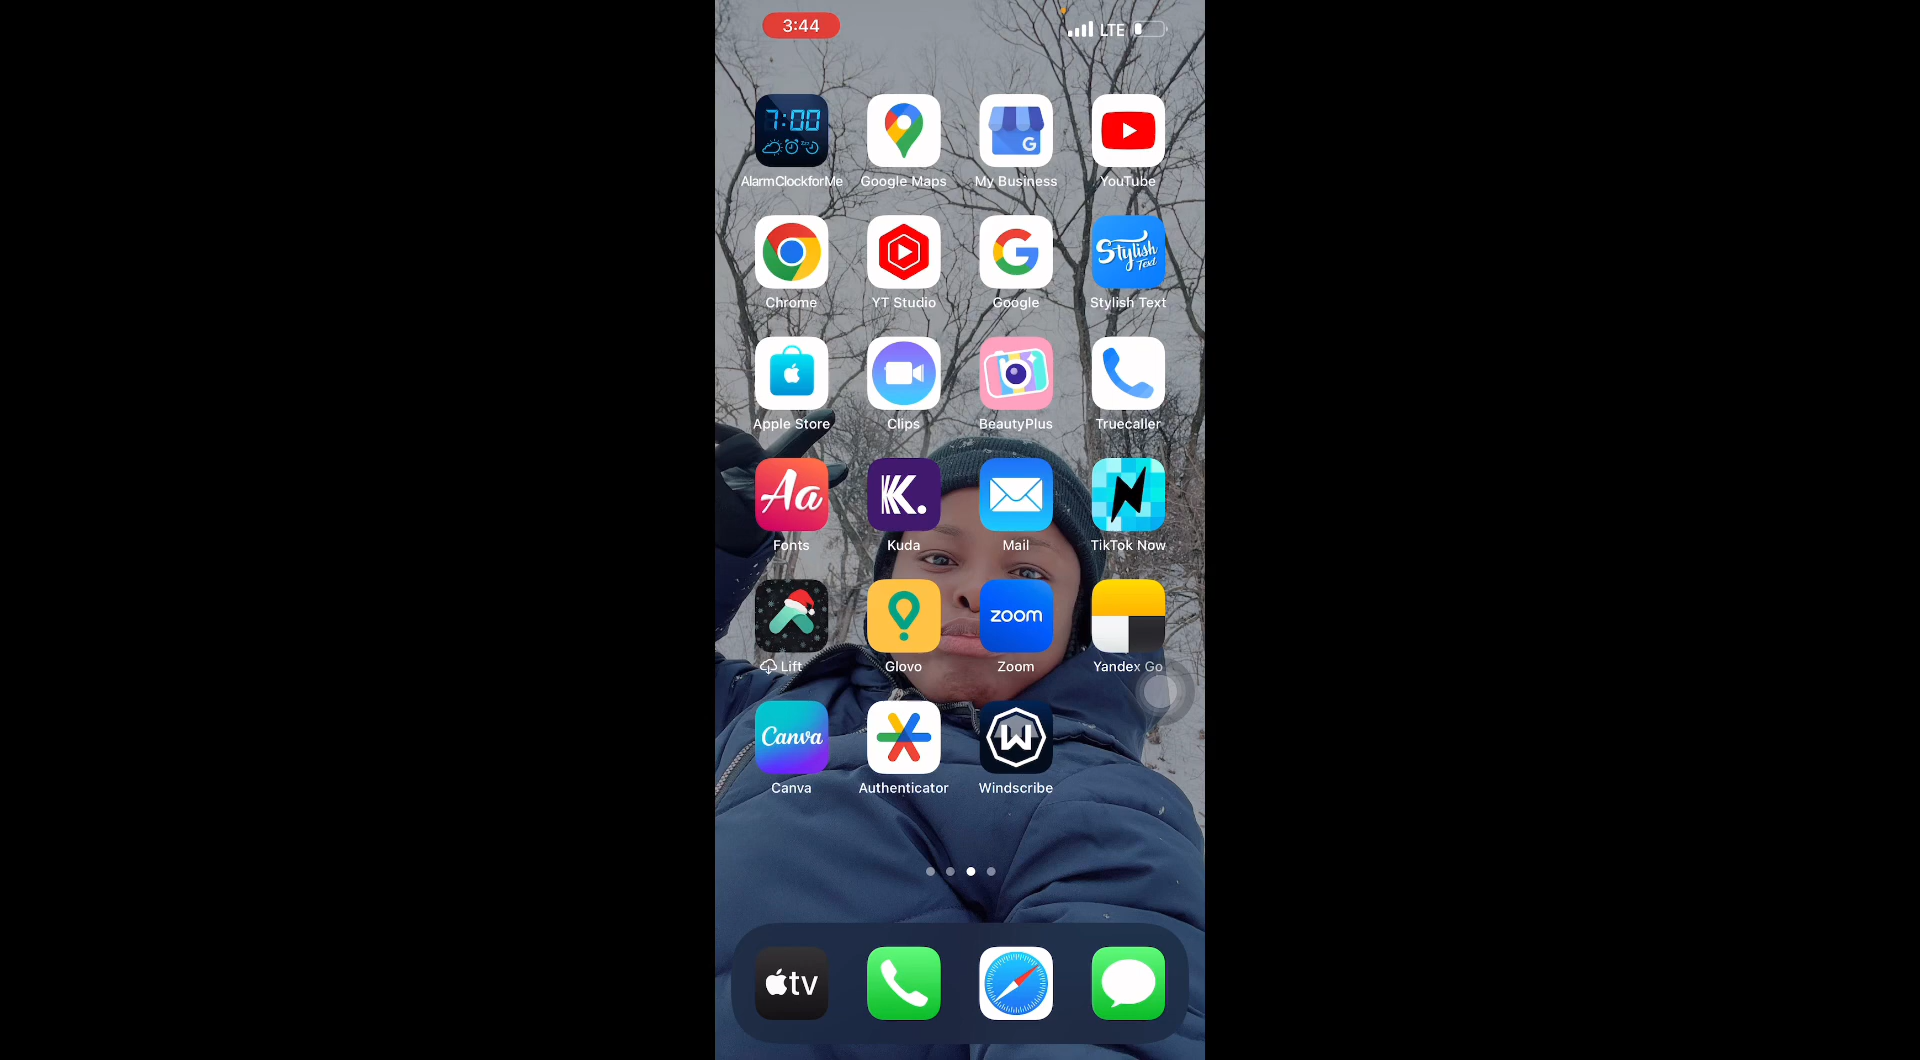 3:44
LTE
7:00
AlarmClockforMe
Google Maps
G
My Business
YouTube
Chrome
YT Studio
Google
Stylish
Text
Stylish Text
Apple Store
Clips
BeautyPlus
Truecaller
Aa
Fonts
K.
Kuda
Mail
TikTok Now
Lift
Glovo
zoom
Zoom
Yandex Go
Canva
Canva
Authenticator
W
Windscribe
tv